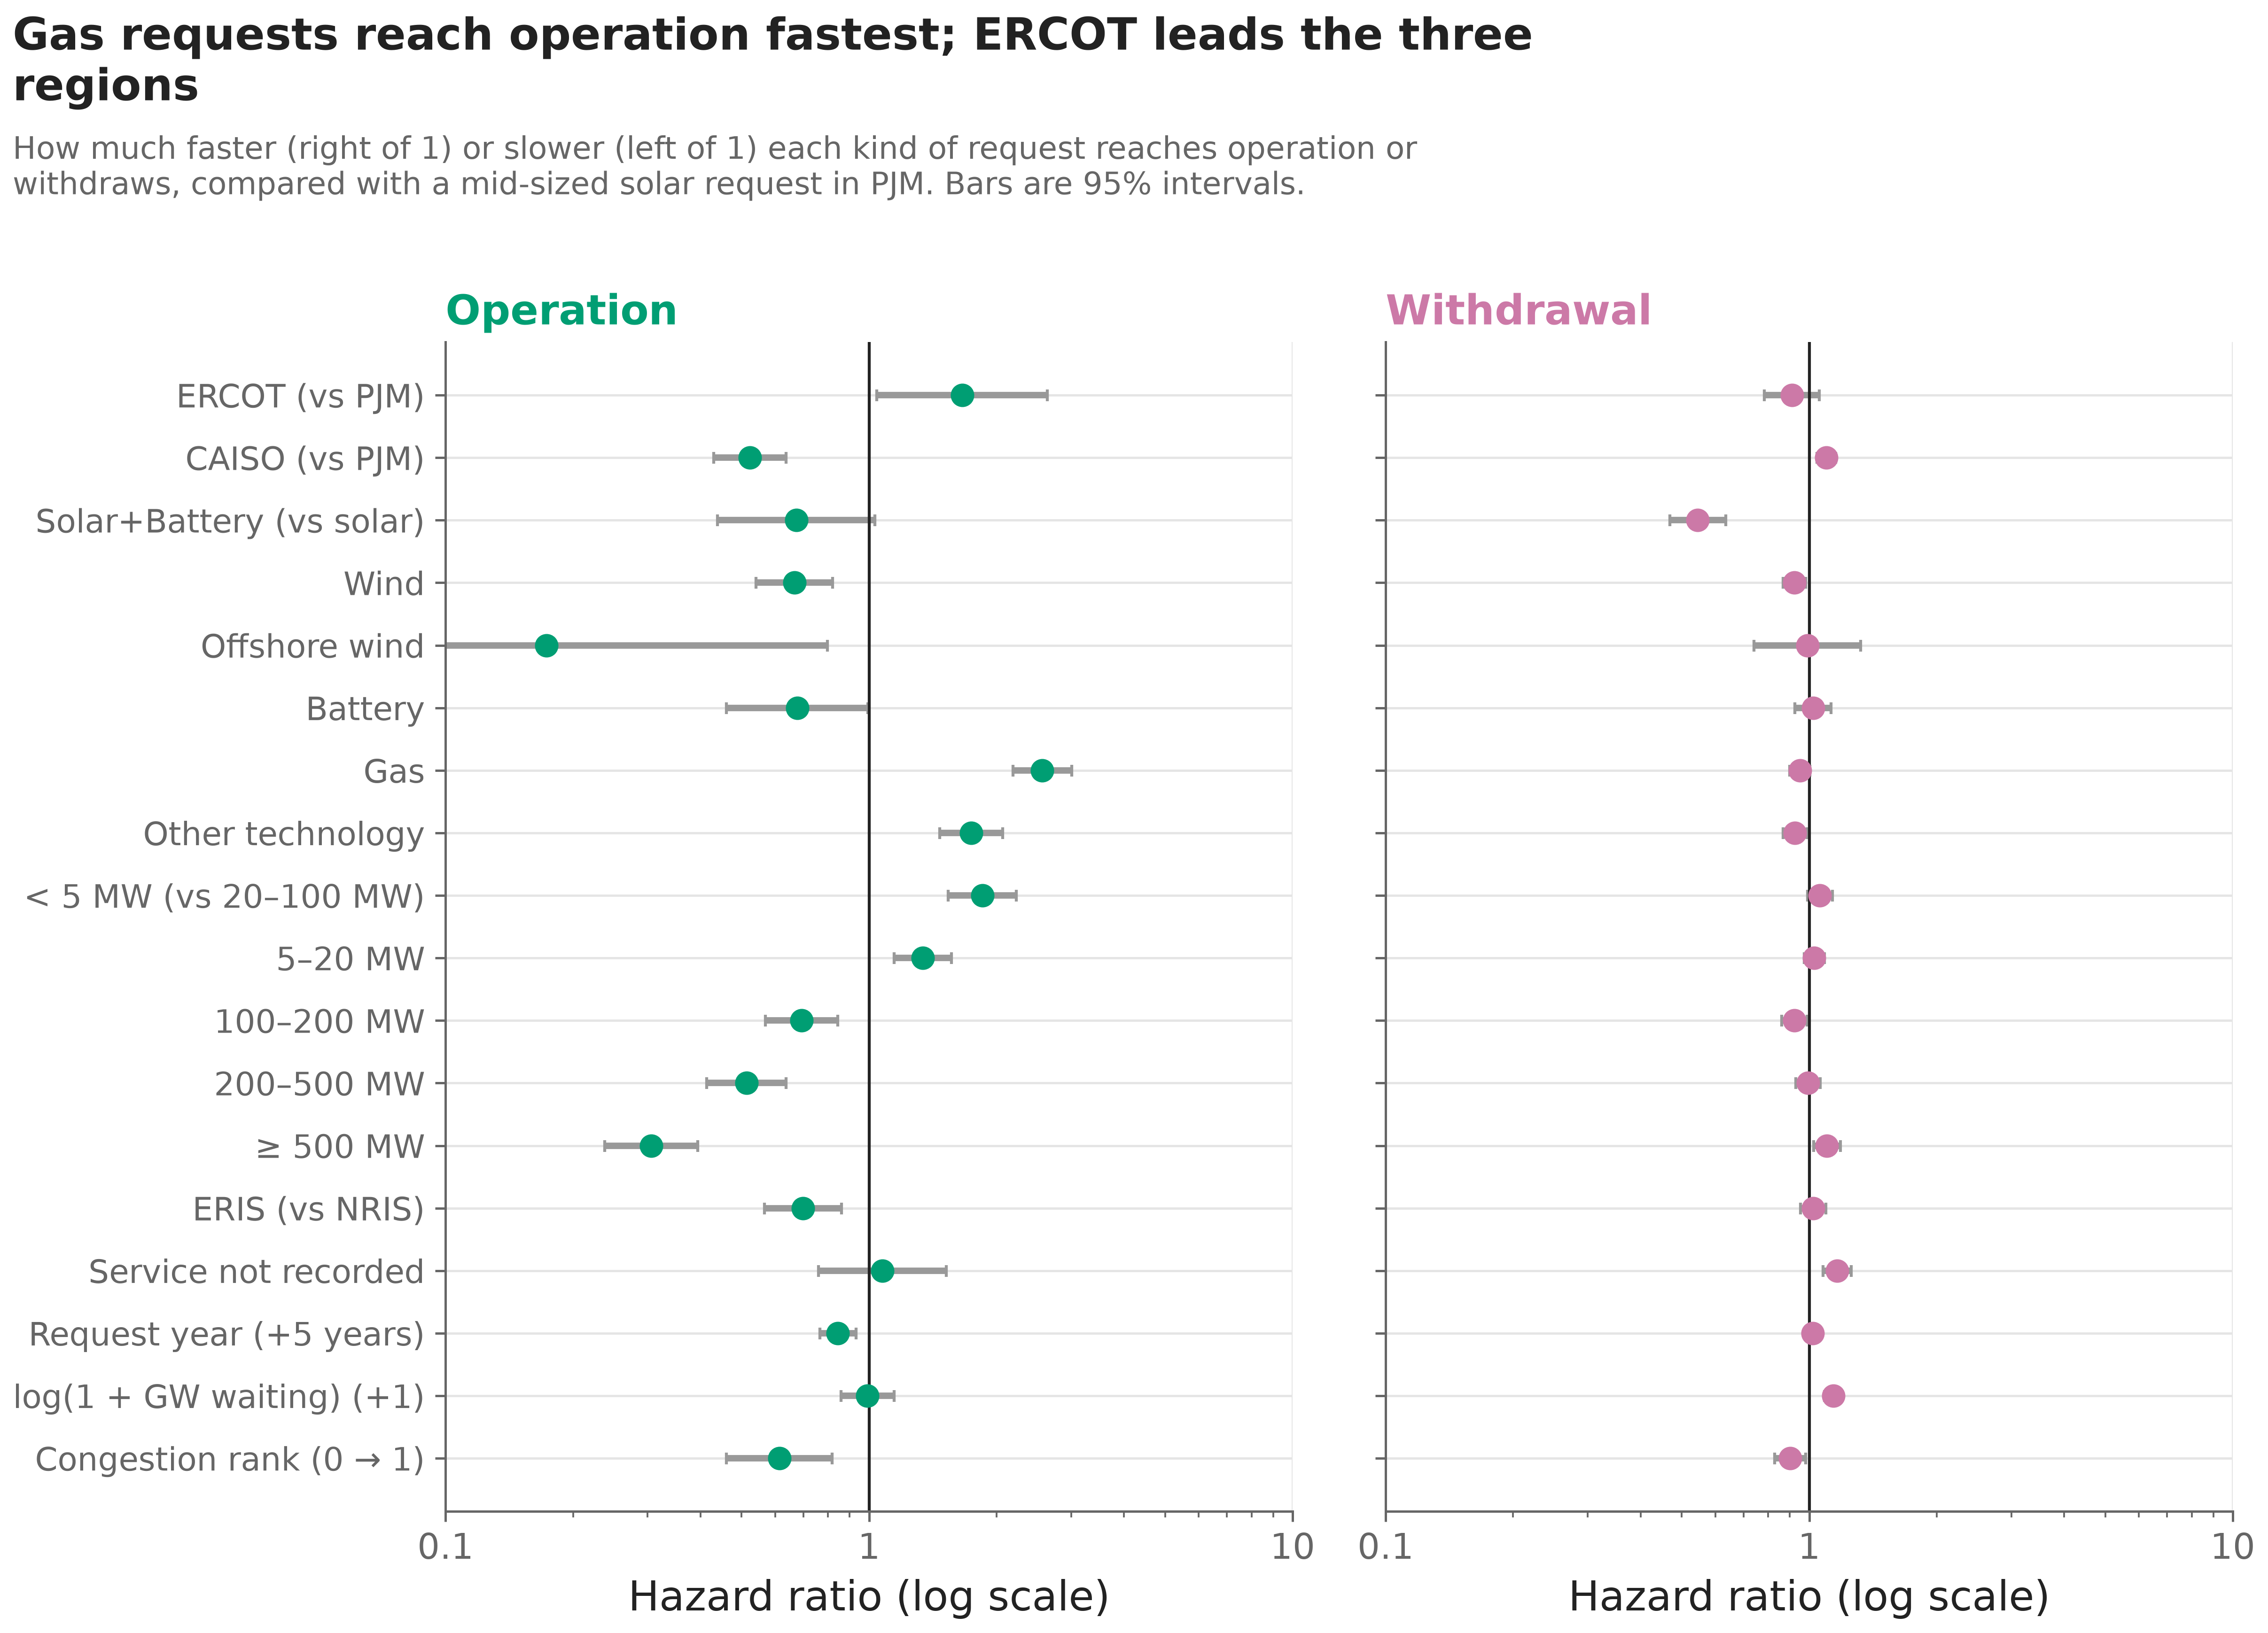 Gas requests reach operation fastest; ERCOT leads the three
regions
How much faster (right of 1) or slower (left of 1) each kind of request reaches operation or
withdraws, compared with a mid-sized solar request in PJM. Bars are 95% intervals.
Operation
Withdrawal
ERCOT (vs PJM)
CAISO (vs PJM)
Solar+Battery (vs solar)
Wind
Offshore wind
Battery
Gas
Other technology
< 5 MW (vs 20–100 MW)
5–20 MW
100–200 MW
200–500 MW
≥ 500 MW
ERIS (vs NRIS)
Service not recorded
Request year (+5 years)
log(1 + GW waiting) (+1)
Congestion rank (0 → 1)
0.1 1 10
0.1 1 10
Hazard ratio (log scale)
Hazard ratio (log scale)